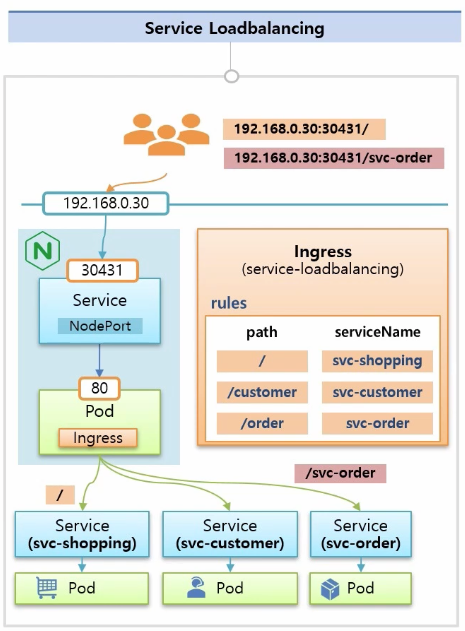 Service Loadbalancing
192.168.0.30:30431/
192.168.0.30:30431/svc-order
192.168.0.30
N
30431
Service
NodePort
80
Pod
Ingress
Ingress
(service-loadbalancing)
rules
path serviceName
/ svc-shopping
/customer svc-customer
/order svc-order
/
/svc-order
Service
(svc-shopping)
Service
(svc-customer)
Service
(svc-order)
Pod
Pod
Pod